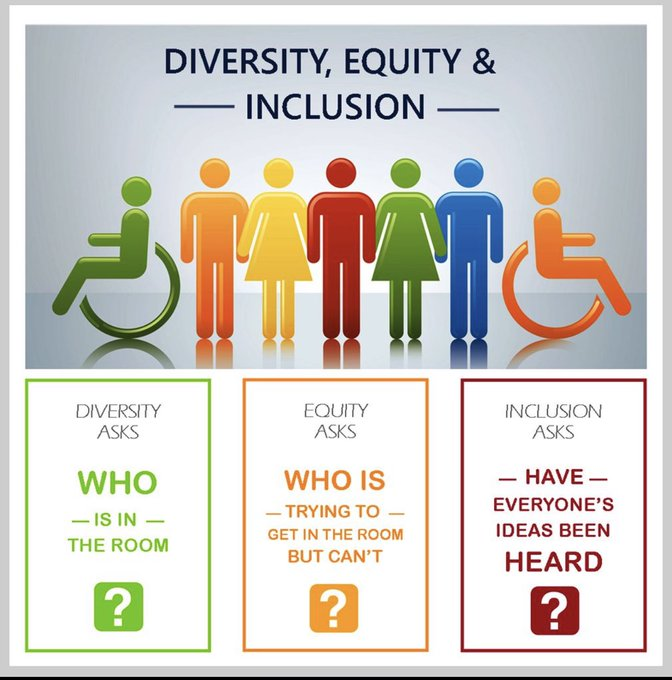 DIVERSITY, EQUITY &
INCLUSION
DIVERSITY
ASKS
WHO
— IS IN —
THE ROOM
?
EQUITY
ASKS
WHO IS
— TRYING TO —
GET IN THE ROOM
BUT CAN'T
?
INCLUSION
ASKS
— HAVE —
EVERYONE'S
IDEAS BEEN
HEARD
?